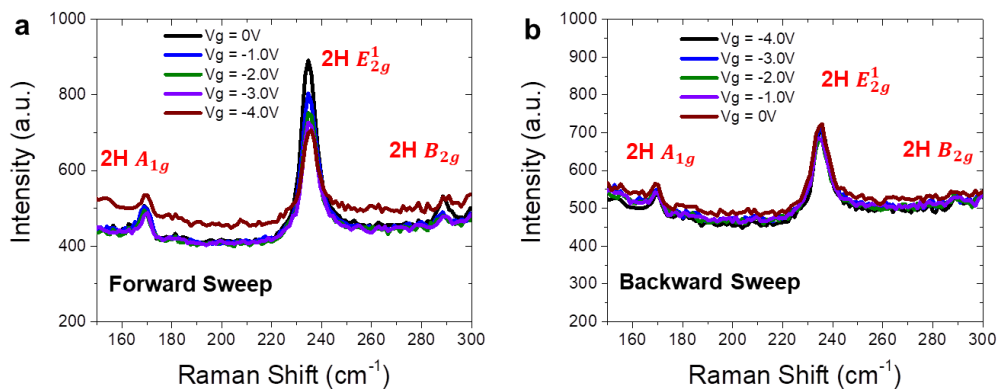 a
1000
800
600
400
200
Intensity (a.u.)
Vg = 0V
Vg = -1.0V
Vg = -2.0V
Vg = -3.0V
Vg = -4.0V
2H E¹₂g
2H A₁g
2H B₂g
Forward Sweep
160 180 200 220 240 260 280 300
Raman Shift (cm⁻¹)
b
1000
900
800
700
600
500
400
300
200
Intensity (a.u.)
Vg = -4.0V
Vg = -3.0V
Vg = -2.0V
Vg = -1.0V
Vg = 0V
2H E¹₂g
2H A₁g
2H B₂g
Backward Sweep
160 180 200 220 240 260 280 300
Raman Shift (cm⁻¹)